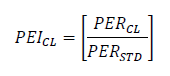 PEI_CL = [PER_CL / PER_STD]